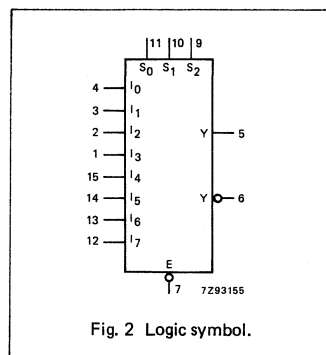 11 10 9
S0 S1 S2
4 I0
3 I1
2 I2 Y 5
1 I3
15 I4
14 I5 Y 6
13 I6
12 I7
E
7 7Z93155
Fig. 2 Logic symbol.